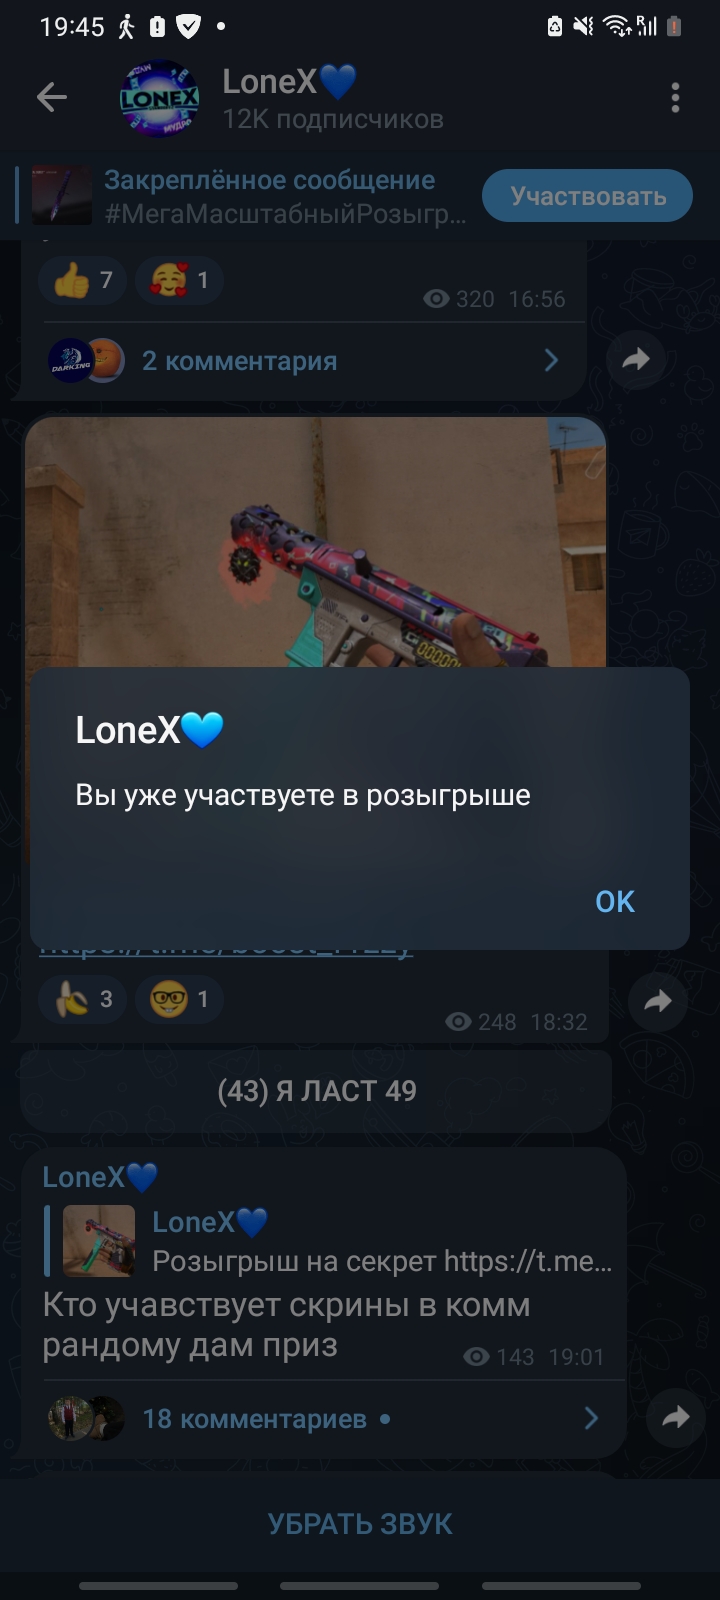 19:45
LoneX💙
12K подписчиков
LONEX
Закреплённое сообщение
#МегаМасштабныйРозыгр...
Участвовать
7
1
320 16:56
DARKING
2 комментария
LoneX💙
Вы уже участвуете в розыгрыше
OK
3
1
248 18:32
(43) Я ЛАСТ 49
LoneX💙
LoneX💙
Розыгрыш на секрет https://t.me...
Кто учавствует скрины в комм
рандому дам приз
143 19:01
18 комментариев
УБРАТЬ ЗВУК